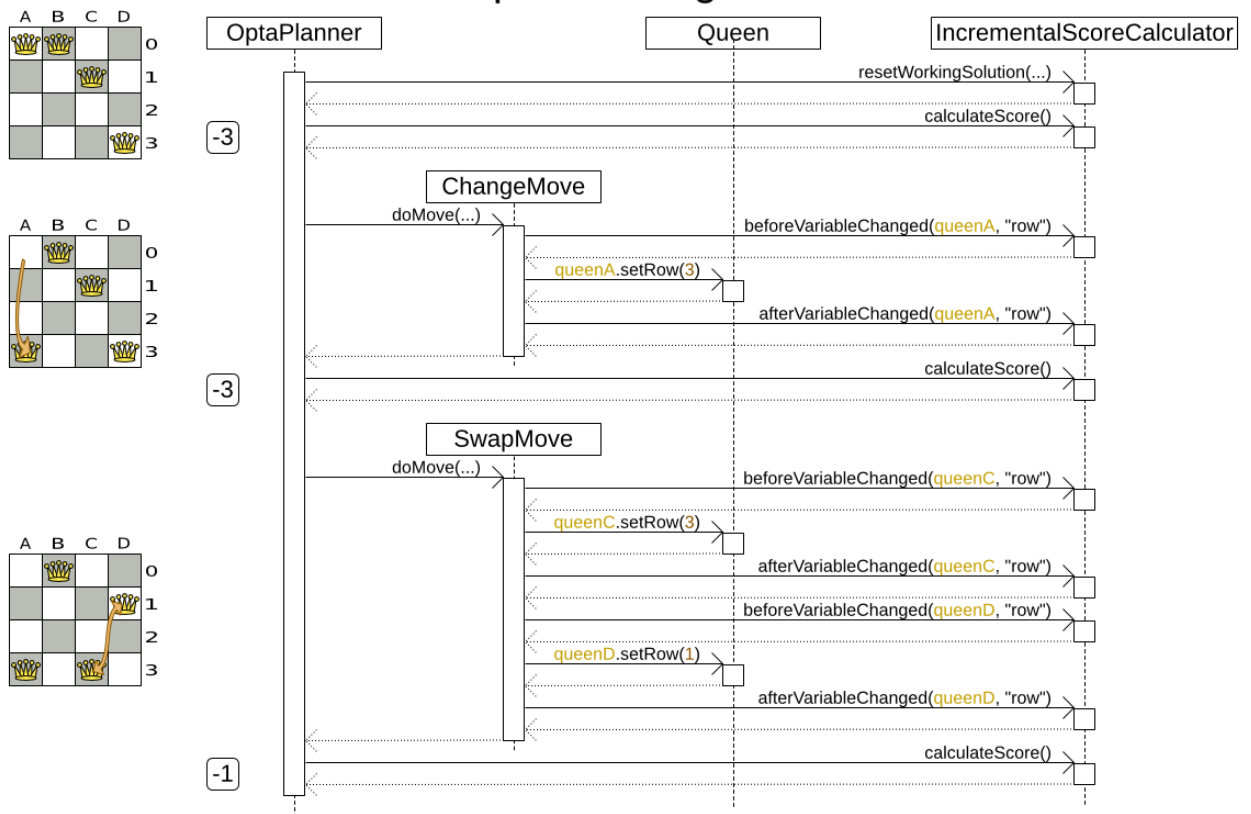 OptaPlanner Queen IncrementalScoreCalculator
A B C D
0
1
2
3
resetWorkingSolution(...)
calculateScore()
-3
ChangeMove
doMove(...)
A B C D
0
1
2
3
beforeVariableChanged(queenA, "row")
queenA.setRow(3)
afterVariableChanged(queenA, "row")
calculateScore()
-3
SwapMove
doMove(...)
beforeVariableChanged(queenC, "row")
queenC.setRow(3)
A B C D
0
1
2
3
afterVariableChanged(queenC, "row")
beforeVariableChanged(queenD, "row")
queenD.setRow(1)
afterVariableChanged(queenD, "row")
calculateScore()
-1